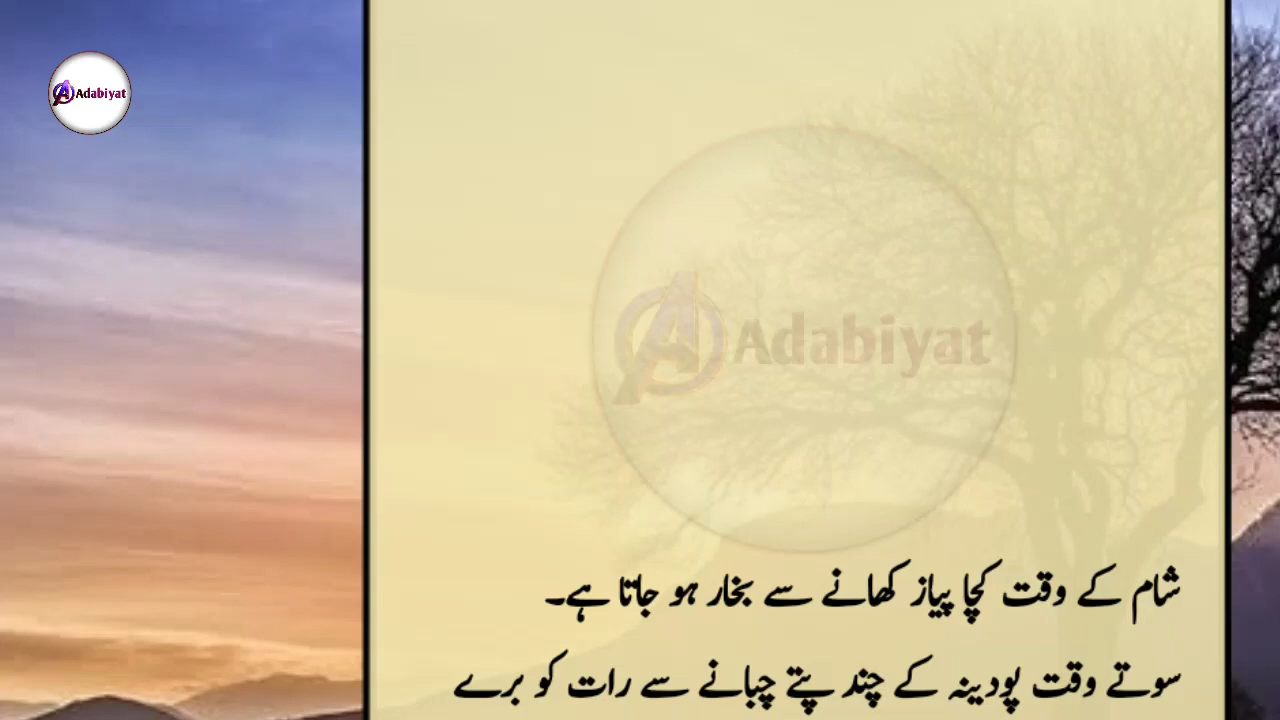 Adabiyat
Adabiyat
شام کے وقت کچا پیاز کھانے سے بخار ہو جاتا ہے۔
سوتے وقت پودینہ کے چند پتے چبانے سے رات کو برے